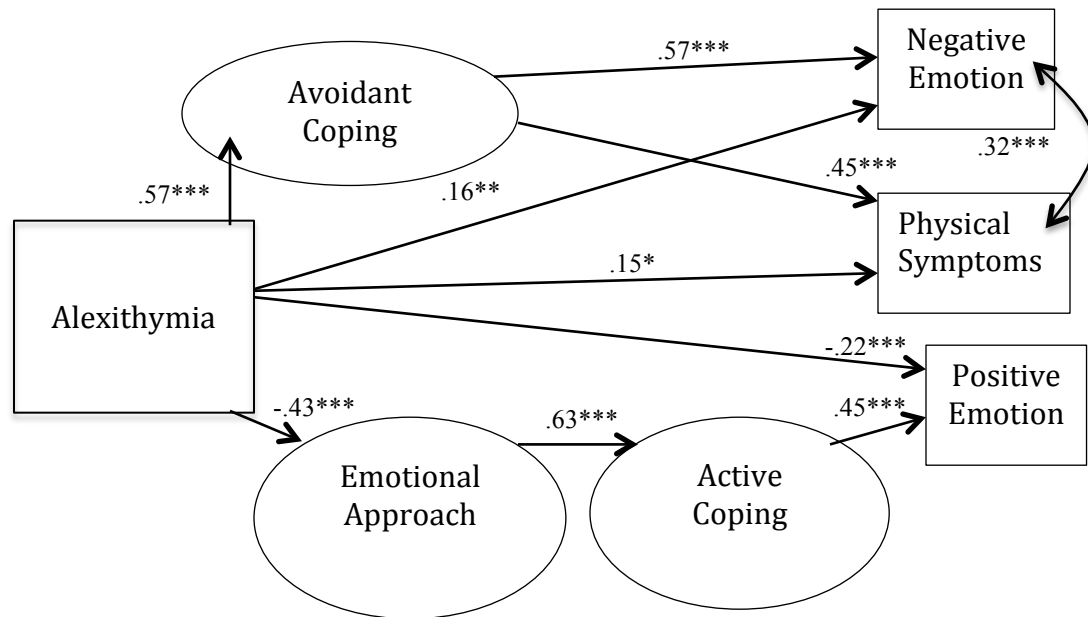 Negative
Emotion
.57***
Avoidant
Coping
.32***
.45***
.57***
.16**
Physical
Symptoms
.15*
Alexithymia
-.22***
Positive
Emotion
-.43***
.63***
.45***
Emotional
Approach
Active
Coping